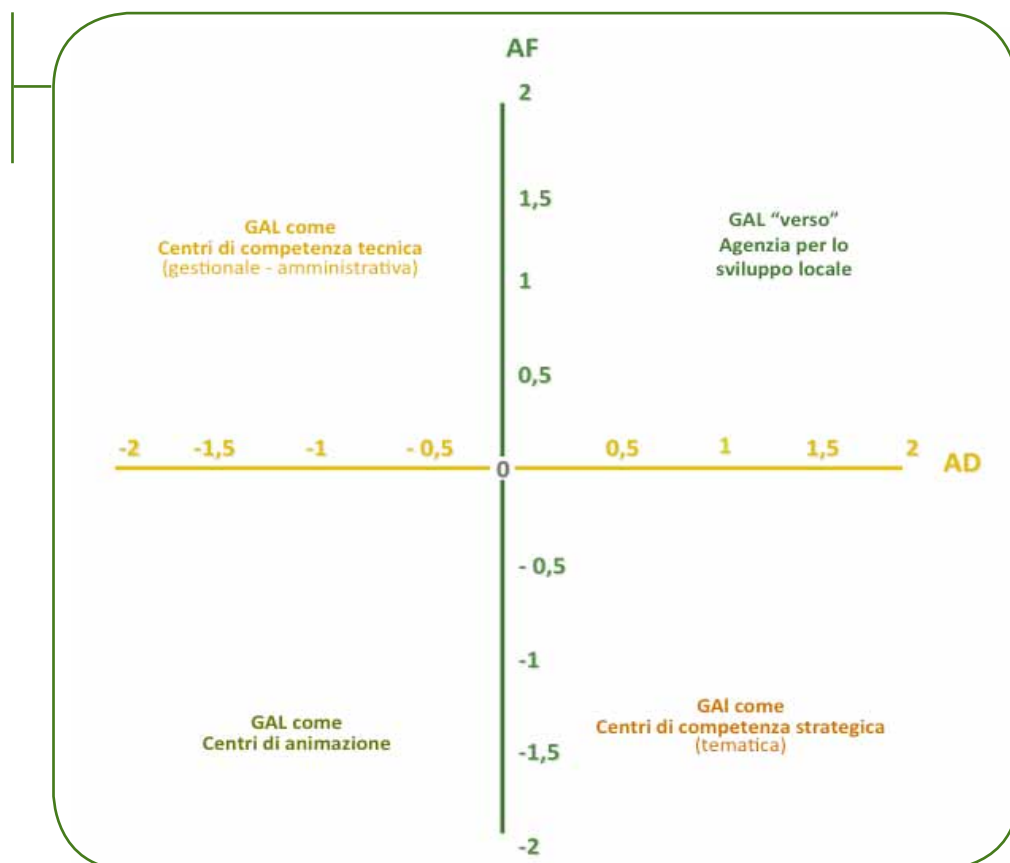 AF
2
1,5
GAL come
Centri di competenza tecnica
(gestionale - amministrativa)
GAL “verso”
Agenzia per lo
sviluppo locale
1
0,5
-2 -1,5 -1 - 0,5 0 0,5 1 1,5 2 AD
- 0,5
-1
GAL come
Centri di animazione
GAl come
Centri di competenza strategica
(tematica)
-1,5
-2